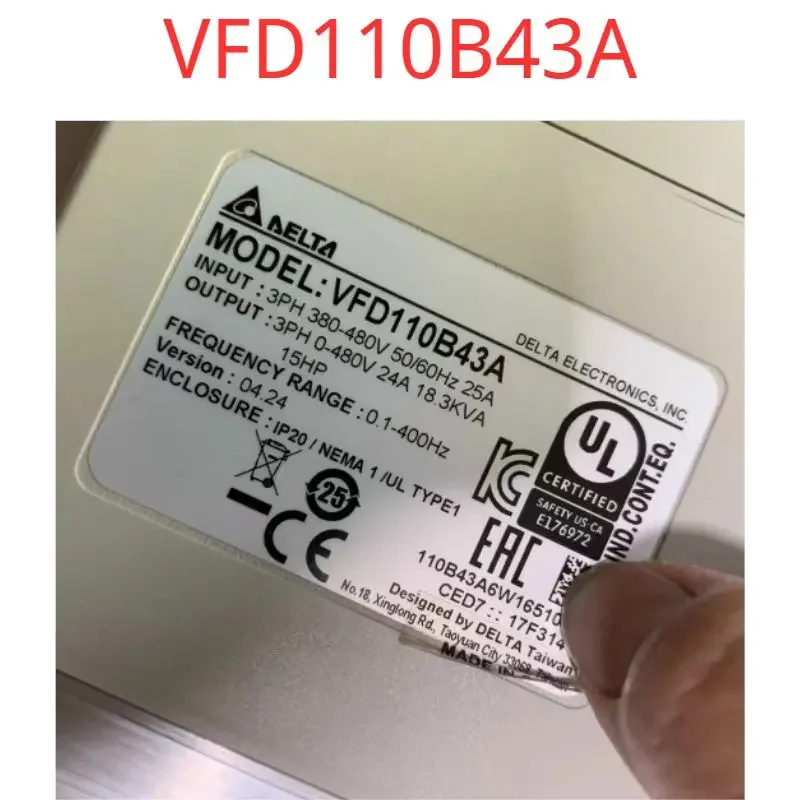 VFD110B43A
DELTA
MODEL: VFD110B43A
INPUT : 3PH 380-480V 50/60Hz 25A
OUTPUT : 3PH 0-480V 24A 18.3KVA
15HP
FREQUENCY RANGE : 0.1-400Hz
Version : 04.24
ENCLOSURE : IP20 / NEMA 1 /UL TYPE1
DELTA ELECTRONICS, INC.
UL
CERTIFIED
SAFETY US-CA
E176972
IND.CONT.EQ.
25
CE
EAC
110B43A6W16510
CED7 : : 17F314
Designed by DELTA Taiwan
No.18, Xinglong Rd., Taoyuan City 33068, Taiwan
MADE IN